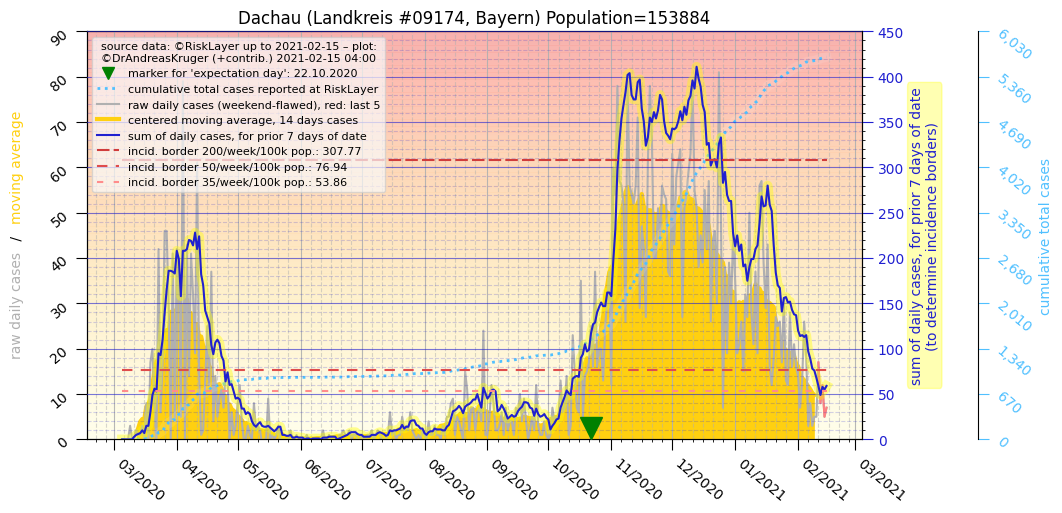 Dachau (Landkreis #09174, Bayern) Population=153884
source data: ©RiskLayer up to 2021-02-15 – plot:
©DrAndreasKruger (+contrib.) 2021-02-15 04:00
marker for 'expectation day': 22.10.2020
cumulative total cases reported at RiskLayer
raw daily cases (weekend-flawed), red: last 5
centered moving average, 14 days cases
sum of daily cases, for prior 7 days of date
incid. border 200/week/100k pop.: 307.77
incid. border 50/week/100k pop.: 76.94
incid. border 35/week/100k pop.: 53.86
raw daily cases / moving average
90
80
70
60
50
40
30
20
10
0
03/2020
04/2020
05/2020
06/2020
07/2020
08/2020
09/2020
10/2020
11/2020
12/2020
01/2021
02/2021
03/2021
450
400
350
300
250
200
150
100
50
0
sum of daily cases, for prior 7 days of date
(to determine incidence borders)
6,030
5,360
4,690
4,020
3,350
2,680
2,010
1,340
670
0
cumulative total cases